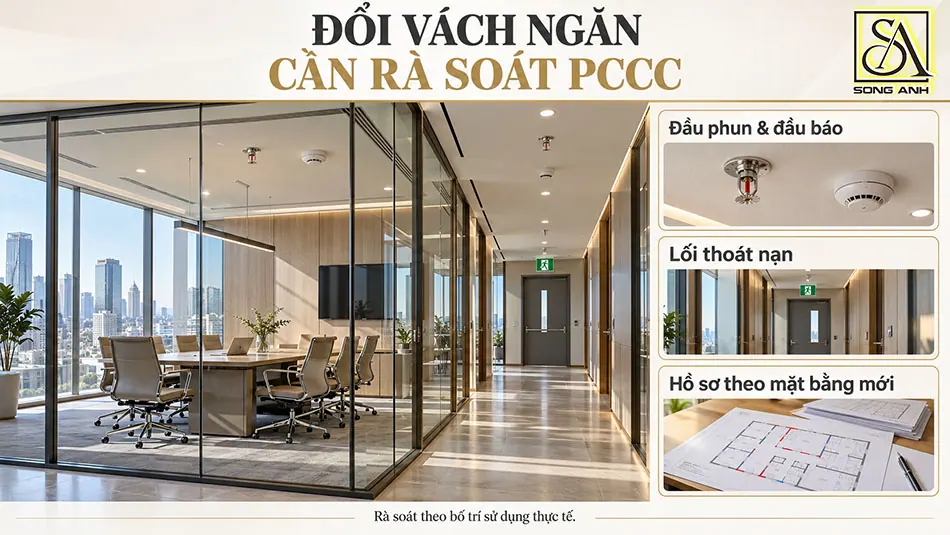 ĐỔI VÁCH NGĂN
CẦN RÀ SOÁT PCCC
SA
SONG ANH
Đầu phun & đầu báo
Lối thoát nạn
Hồ sơ theo mặt bằng mới
Rà soát theo bố trí sử dụng thực tế.